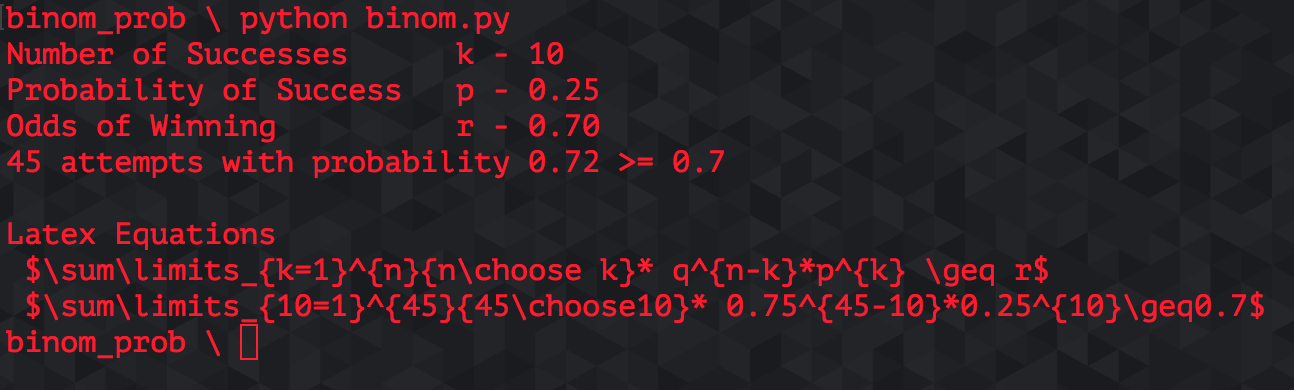 binom_prob \ python binom.py
Number of Successes      k - 10
Probability of Success   p - 0.25
Odds of Winning          r - 0.70
45 attempts with probability 0.72 >= 0.7
Latex Equations
$\sum\limits_{k=1}^{n}{n\choose k}* q^{n-k}*p^{k} \geq r$
$\sum\limits_{10=1}^{45}{45\choose10}* 0.75^{45-10}*0.25^{10}\geq0.7$
binom_prob \